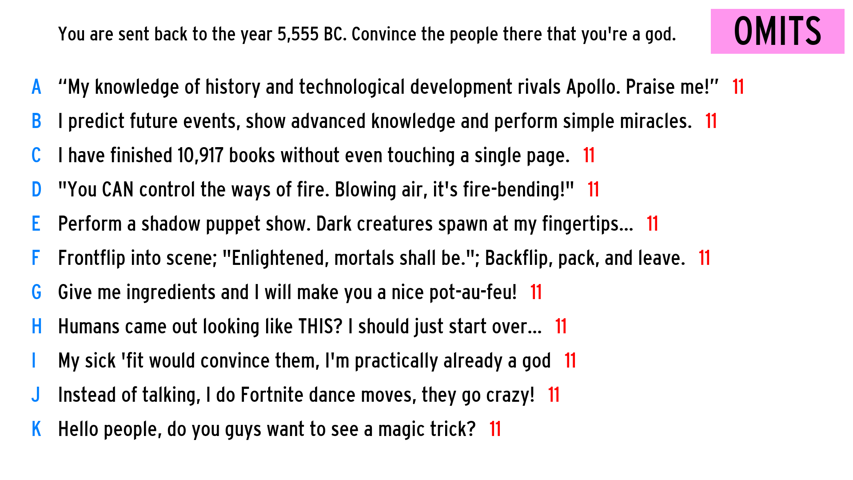 You are sent back to the year 5,555 BC. Convince the people there that you're a god.
OMITS
A “My knowledge of history and technological development rivals Apollo. Praise me!” 11
B I predict future events, show advanced knowledge and perform simple miracles. 11
C I have finished 10,917 books without even touching a single page. 11
D "You CAN control the ways of fire. Blowing air, it's fire-bending!" 11
E Perform a shadow puppet show. Dark creatures spawn at my fingertips... 11
F Frontflip into scene; "Enlightened, mortals shall be."; Backflip, pack, and leave. 11
G Give me ingredients and I will make you a nice pot-au-feu! 11
H Humans came out looking like THIS? I should just start over... 11
I My sick 'fit would convince them, I'm practically already a god 11
J Instead of talking, I do Fortnite dance moves, they go crazy! 11
K Hello people, do you guys want to see a magic trick? 11